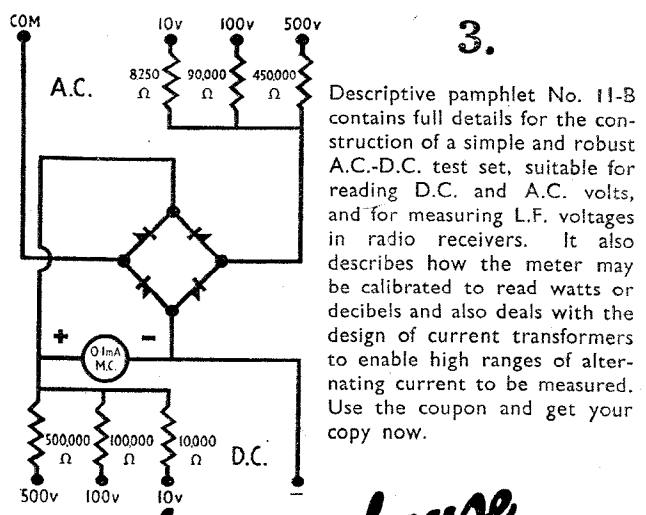 COM
10v 100v 500v
A.C.
8250 Ω 90,000 Ω 450,000 Ω
+ −
0·1mA
M.C.
500,000 Ω 100,000 Ω 10,000 Ω
D.C.
500v 100v 10v −
3.
Descriptive pamphlet No. 11-B
contains full details for the con-
struction of a simple and robust
A.C.-D.C. test set, suitable for
reading D.C. and A.C. volts,
and for measuring L.F. voltages
in radio receivers. It also
describes how the meter may
be calibrated to read watts or
decibels and also deals with the
design of current transformers
to enable high ranges of alter-
nating current to be measured.
Use the coupon and get your
copy now.